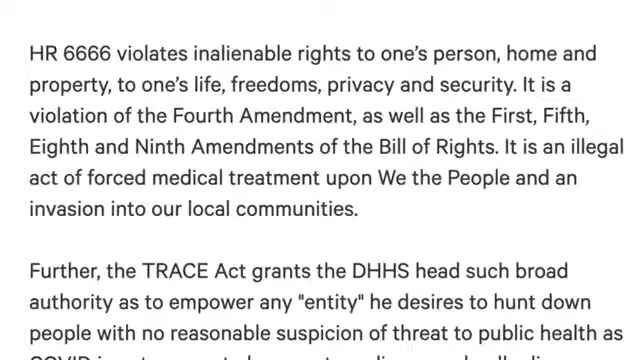 HR 6666 violates inalienable rights to one's person, home and
property, to one's life, freedoms, privacy and security. It is a
violation of the Fourth Amendment, as well as the First, Fifth,
Eighth and Ninth Amendments of the Bill of Rights. It is an illegal
act of forced medical treatment upon We the People and an
invasion into our local communities.
Further, the TRACE Act grants the DHHS head such broad
authority as to empower any "entity" he desires to hunt down
people with no reasonable suspicion of threat to public health as